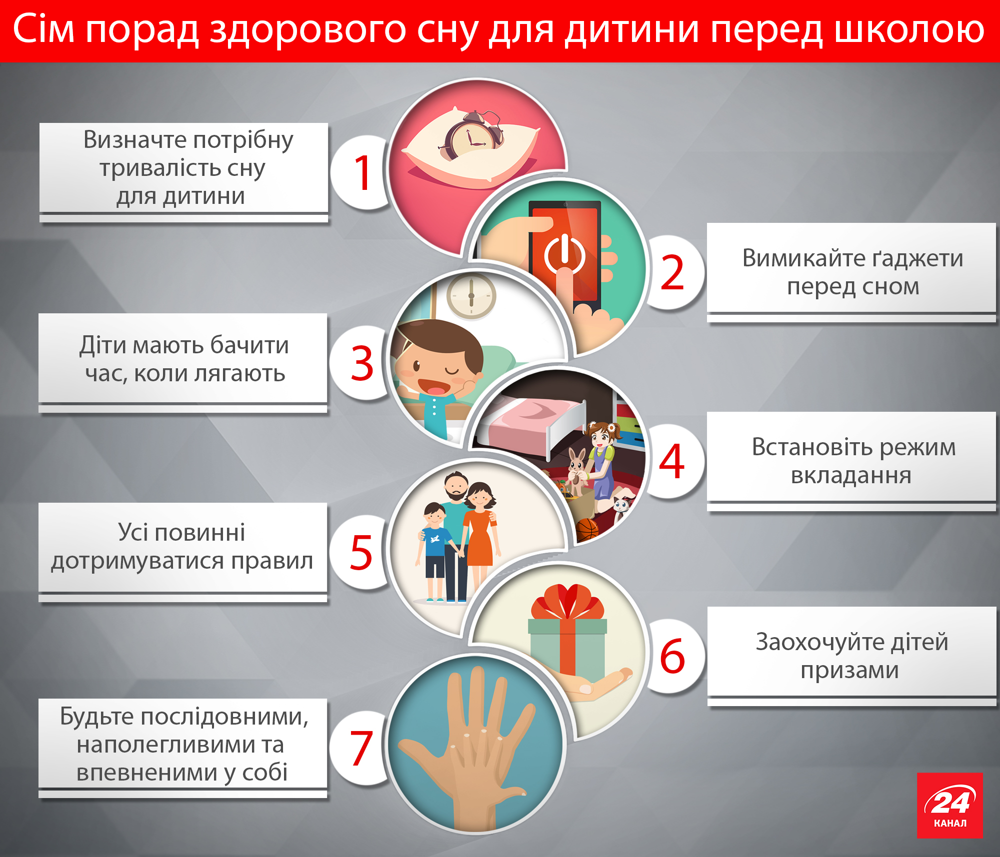 Сім порад здорового сну для дитини перед школою
Визначте потрібну
тривалість сну
для дитини
1
2
Вимикайте ґаджети
перед сном
Діти мають бачити
час, коли лягають
3
4
Встановіть режим
вкладання
Усі повинні
дотримуватися правил
5
6
Заохочуйте дітей
призами
Будьте послідовними,
наполегливими та
впевненими у собі
7
24
КАНАЛ